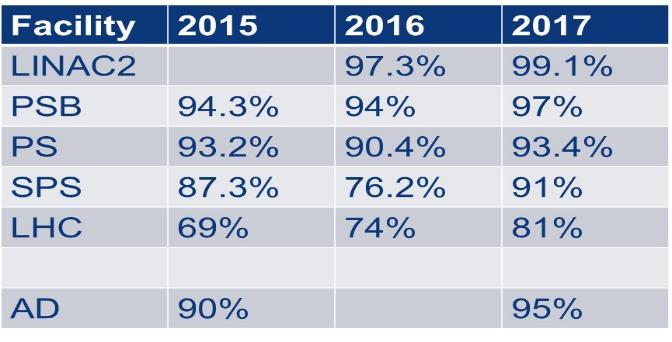 Facility 2015 2016 2017
LINAC2 97.3% 99.1%
PSB 94.3% 94% 97%
PS 93.2% 90.4% 93.4%
SPS 87.3% 76.2% 91%
LHC 69% 74% 81%
AD 90% 95%